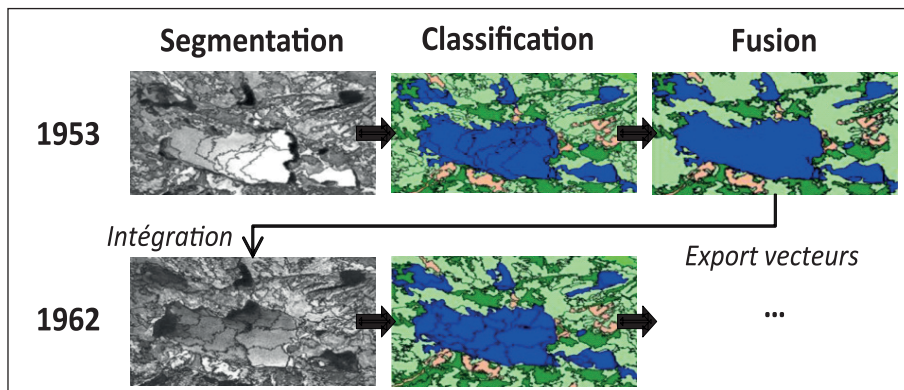 Segmentation Classification Fusion
1953
Intégration
Export vecteurs
1962
...